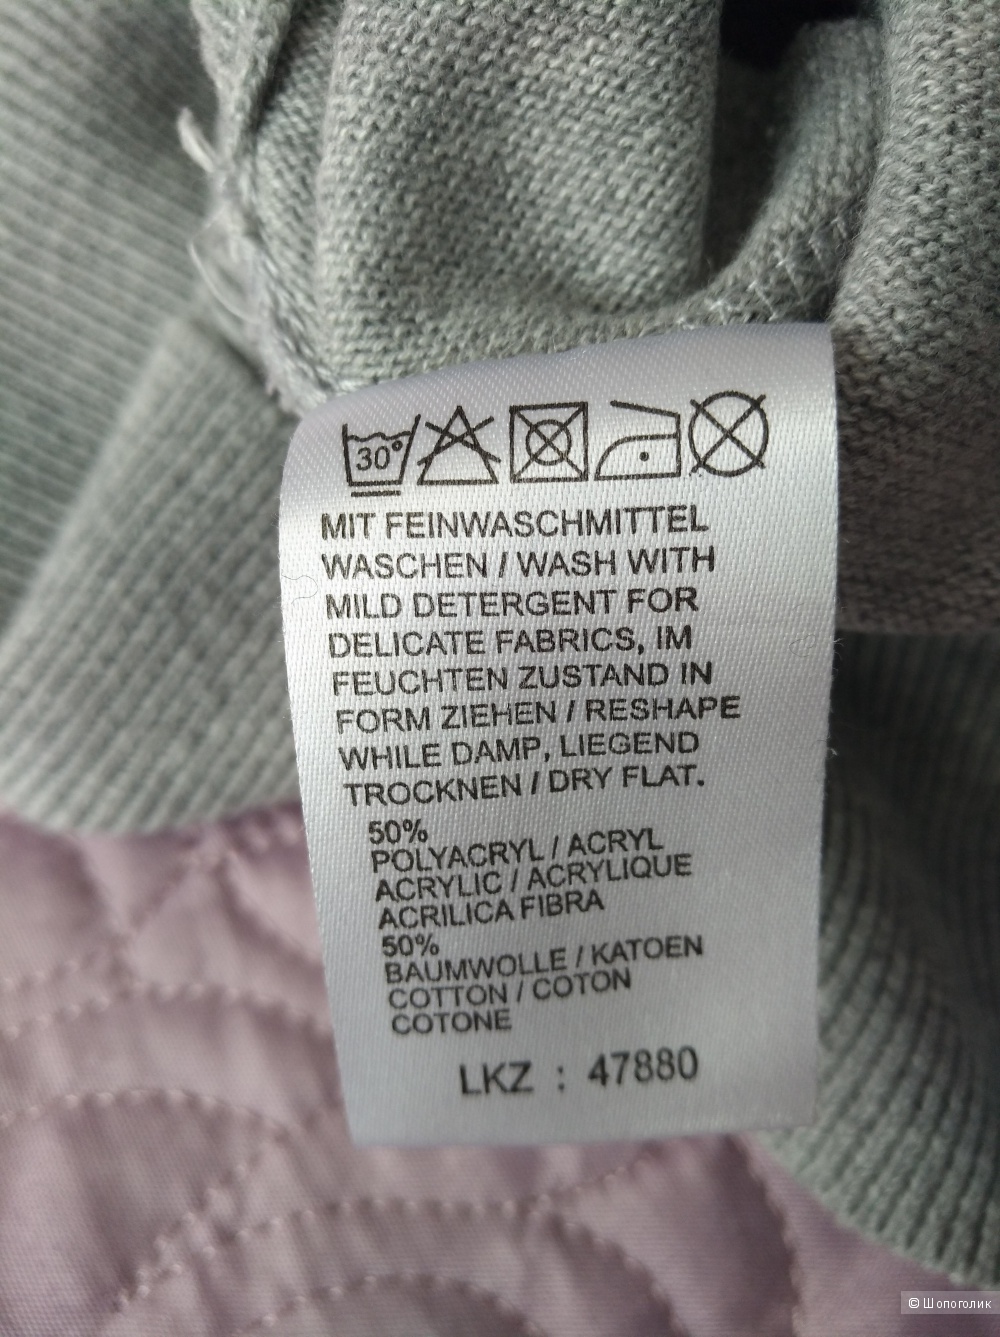 30°
MIT FEINWASCHMITTEL
WASCHEN / WASH WITH
MILD DETERGENT FOR
DELICATE FABRICS, IM
FEUCHTEN ZUSTAND IN
FORM ZIEHEN / RESHAPE
WHILE DAMP, LIEGEND
TROCKNEN / DRY FLAT.
50%
POLYACRYL / ACRYL
ACRYLIC / ACRYLIQUE
ACRILICA FIBRA
50%
BAUMWOLLE / KATOEN
COTTON / COTON
COTONE
LKZ : 47880
© Шопоголик